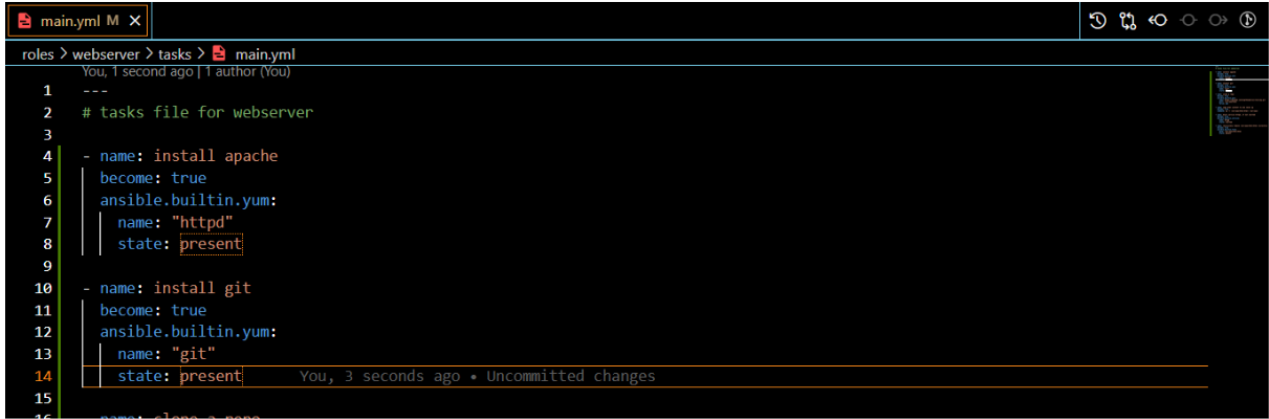 main.yml M ×
roles > webserver > tasks > main.yml
You, 1 second ago | 1 author (You)
1 ---
2 # tasks file for webserver
3
4 - name: install apache
5 become: true
6 ansible.builtin.yum:
7 name: "httpd"
8 state: present
9
10 - name: install git
11 become: true
12 ansible.builtin.yum:
13 name: "git"
14 state: present You, 3 seconds ago • Uncommitted changes
15
16 - name: clone a repo